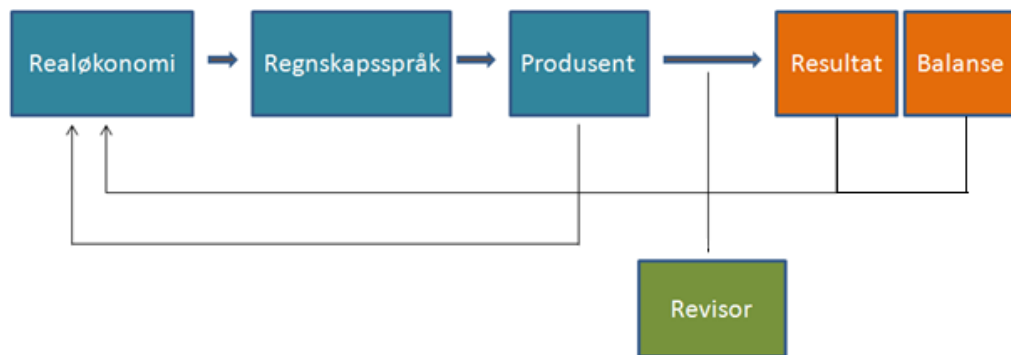 Realøkonomi
Regnskapsspråk
Produsent
Resultat
Balanse
Revisor